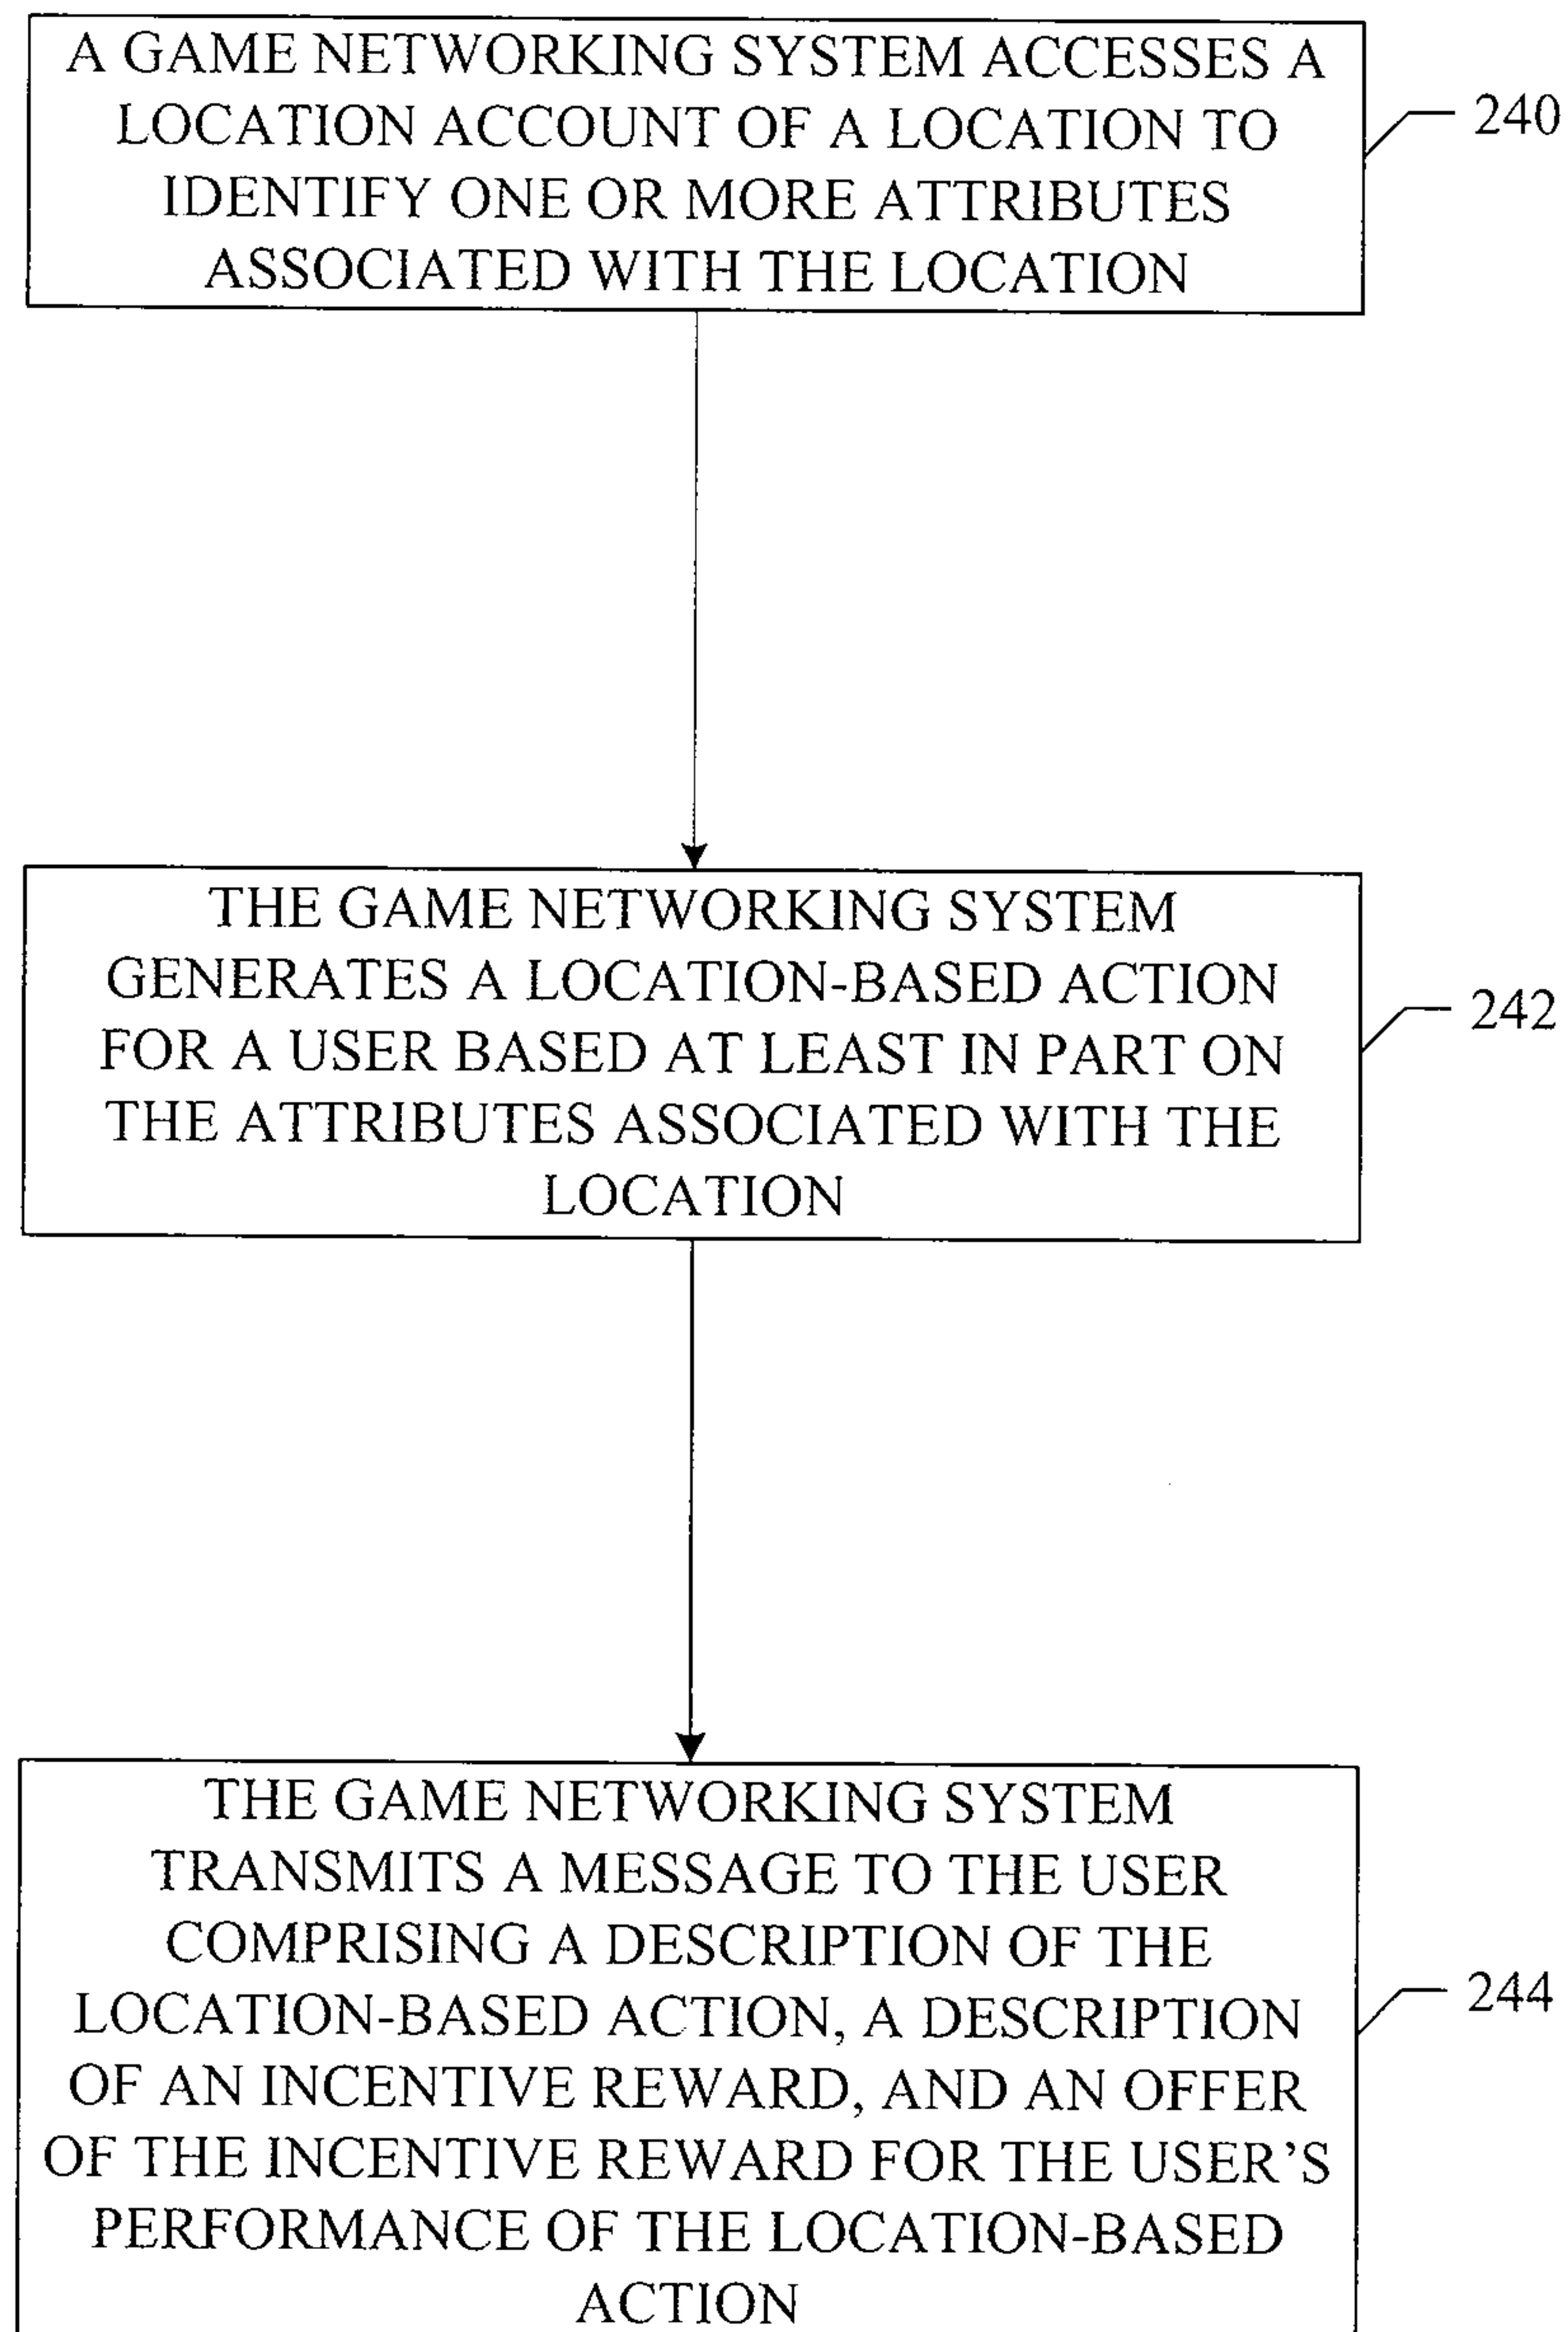 A GAME NETWORKING SYSTEM ACCESSES A
LOCATION ACCOUNT OF A LOCATION TO
IDENTIFY ONE OR MORE ATTRIBUTES
ASSOCIATED WITH THE LOCATION
240
THE GAME NETWORKING SYSTEM
GENERATES A LOCATION-BASED ACTION
FOR A USER BASED AT LEAST IN PART ON
THE ATTRIBUTES ASSOCIATED WITH THE
LOCATION
242
THE GAME NETWORKING SYSTEM
TRANSMITS A MESSAGE TO THE USER
COMPRISING A DESCRIPTION OF THE
LOCATION-BASED ACTION, A DESCRIPTION
OF AN INCENTIVE REWARD, AND AN OFFER
OF THE INCENTIVE REWARD FOR THE USER'S
PERFORMANCE OF THE LOCATION-BASED
ACTION
244